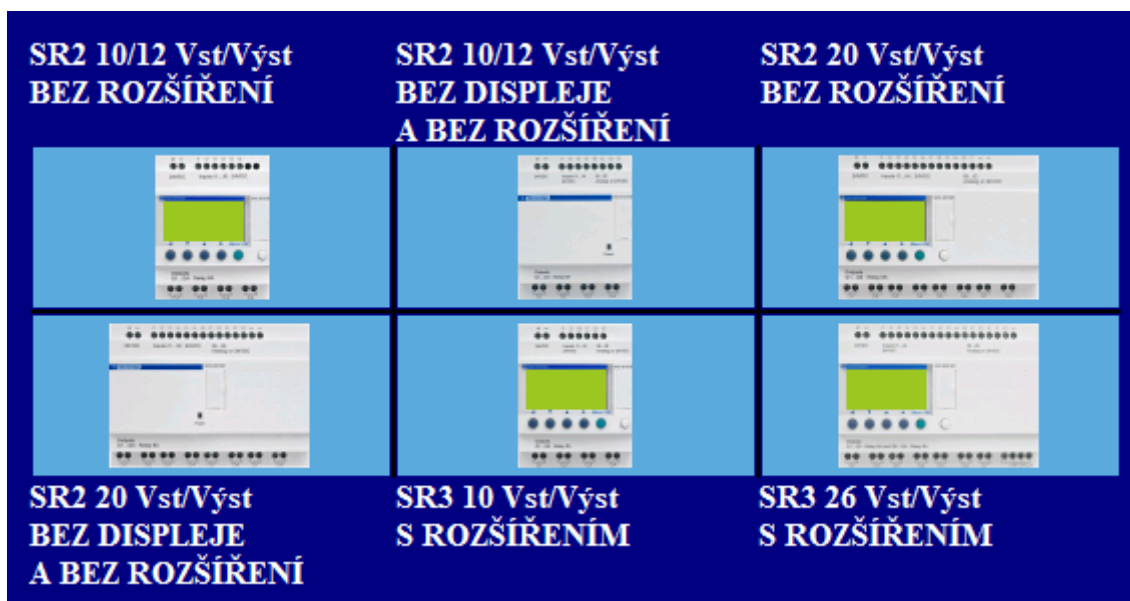 SR2 10/12 Vst/Výst
BEZ ROZŠÍŘENÍ
SR2 10/12 Vst/Výst
BEZ DISPLEJE
A BEZ ROZŠÍŘENÍ
SR2 20 Vst/Výst
BEZ ROZŠÍŘENÍ
SR2 20 Vst/Výst
BEZ DISPLEJE
A BEZ ROZŠÍŘENÍ
SR3 10 Vst/Výst
S ROZŠÍŘENÍM
SR3 26 Vst/Výst
S ROZŠÍŘENÍM